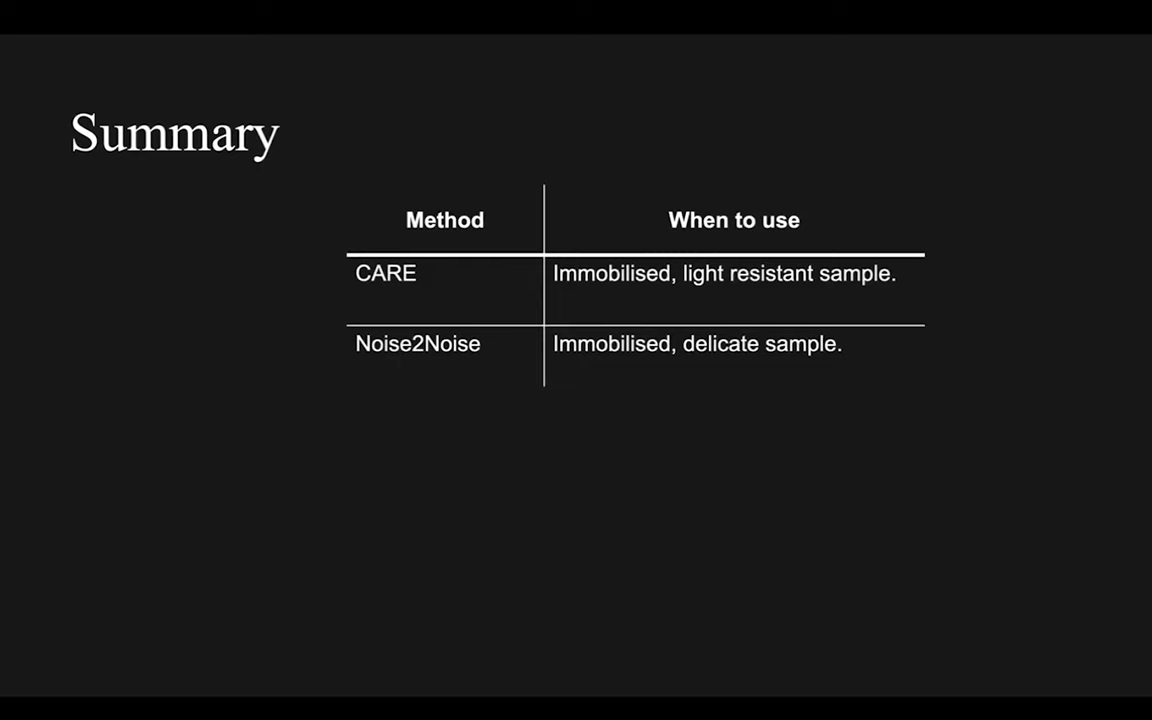 Summary
Method When to use
CARE Immobilised, light resistant sample.
Noise2Noise Immobilised, delicate sample.